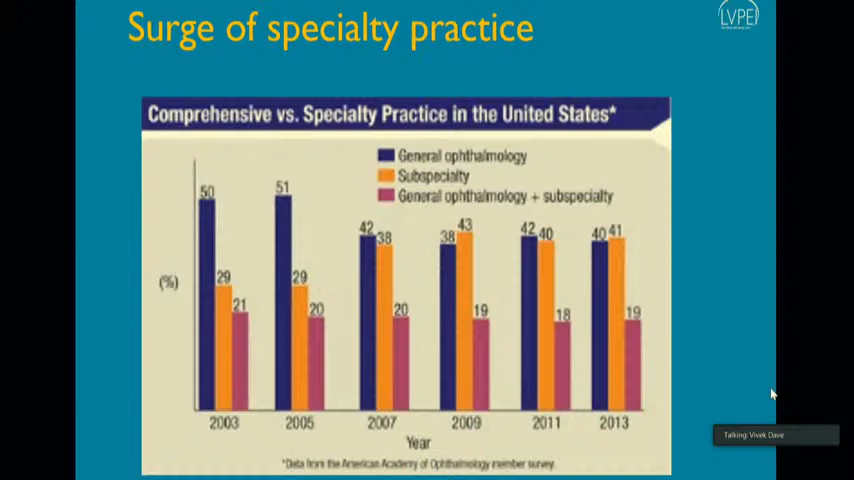 Surge of specialty practice
LVPEI
Comprehensive vs. Specialty Practice in the United States*
General ophthalmology
Subspecialty
General ophthalmology + subspecialty
(%)
50 29 21
51 29 20
42 38 20
38 43 19
42 40 18
40 41 19
2003 2005 2007 2009 2011 2013
Year
*Data from the American Academy of Ophthalmology member survey.
Talking: Vivek Dave